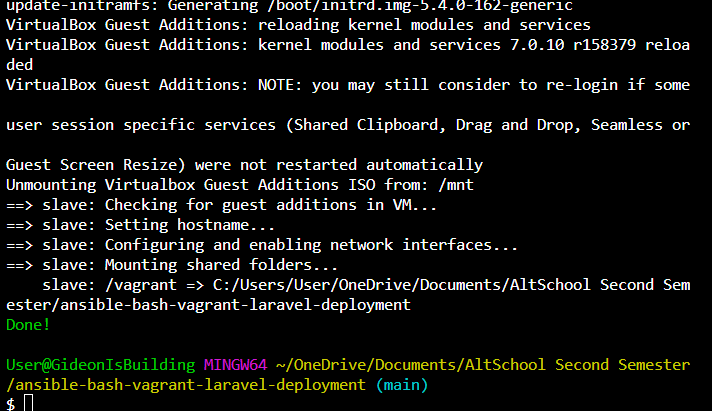 update-initramfs: Generating /boot/initrd.img-5.4.0-162-generic
VirtualBox Guest Additions: reloading kernel modules and services
VirtualBox Guest Additions: kernel modules and services 7.0.10 r158379 reloa
ded
VirtualBox Guest Additions: NOTE: you may still consider to re-login if some
user session specific services (Shared Clipboard, Drag and Drop, Seamless or
Guest Screen Resize) were not restarted automatically
Unmounting Virtualbox Guest Additions ISO from: /mnt
==> slave: Checking for guest additions in VM...
==> slave: Setting hostname...
==> slave: Configuring and enabling network interfaces...
==> slave: Mounting shared folders...
    slave: /vagrant => C:/Users/User/OneDrive/Documents/AltSchool Second Sem
ester/ansible-bash-vagrant-laravel-deployment
Done!
User@GideonIsBuilding MINGW64 ~/OneDrive/Documents/AltSchool Second Semester
/ansible-bash-vagrant-laravel-deployment (main)
$